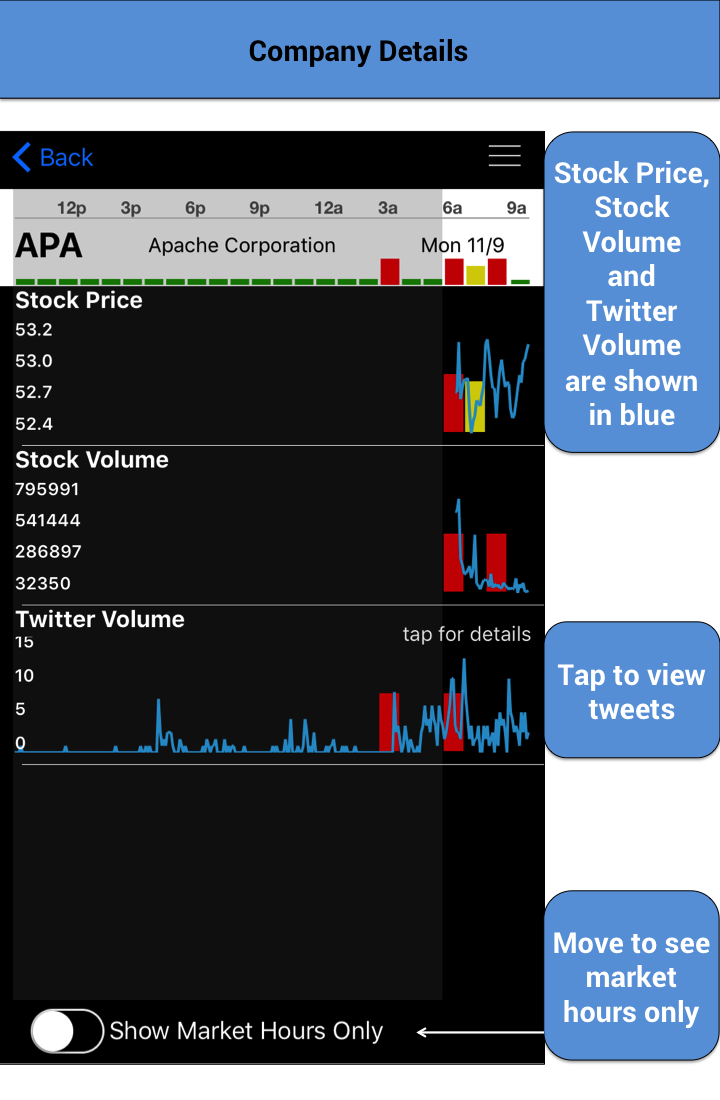 Company Details
Back
12p 3p 6p 9p 12a 3a 6a 9a
APA Apache Corporation Mon 11/9
Stock Price
53.2
53.0
52.7
52.4
Stock Volume
795991
541444
286897
32350
Twitter Volume
tap for details
15
10
5
0
Show Market Hours Only
Stock Price,
Stock
Volume
and
Twitter
Volume
are shown
in blue
Tap to view
tweets
Move to see
market
hours only